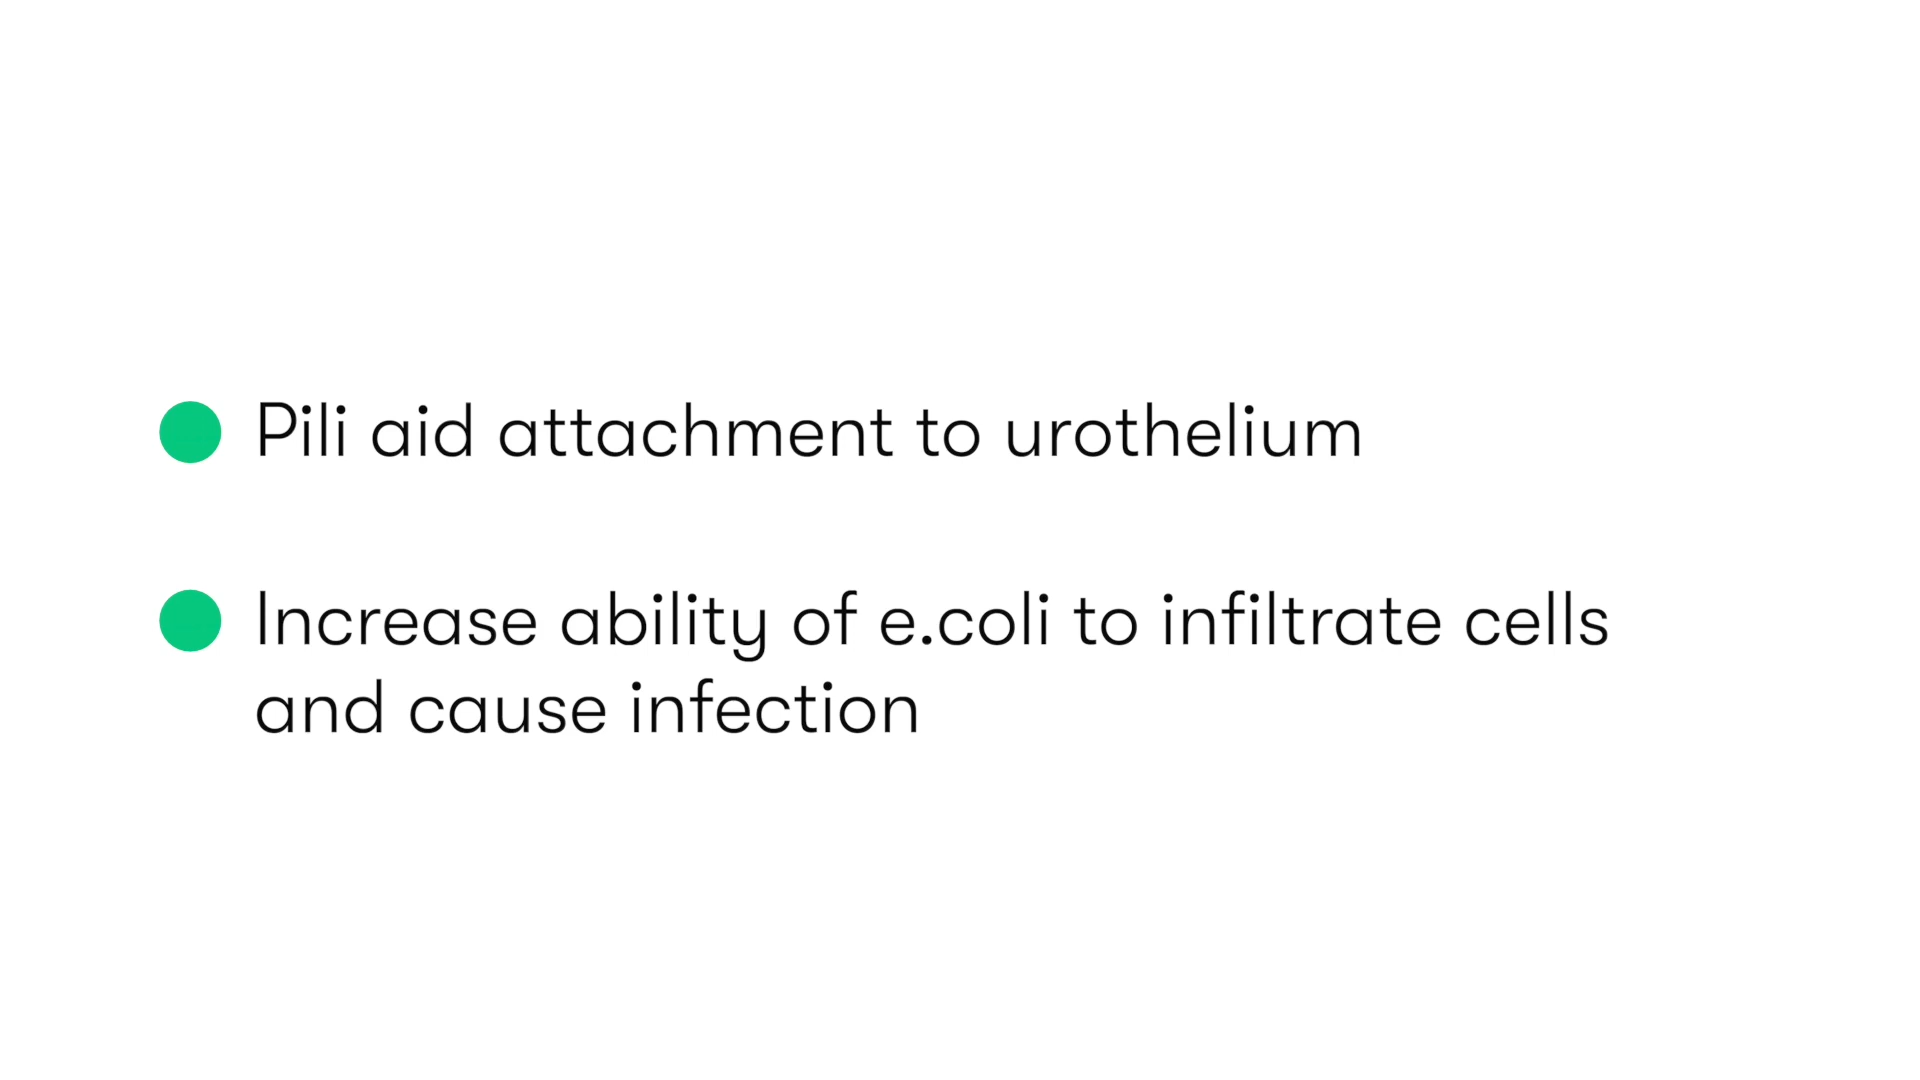 Pili aid attachment to urothelium
Increase ability of e.coli to infiltrate cells
and cause infection